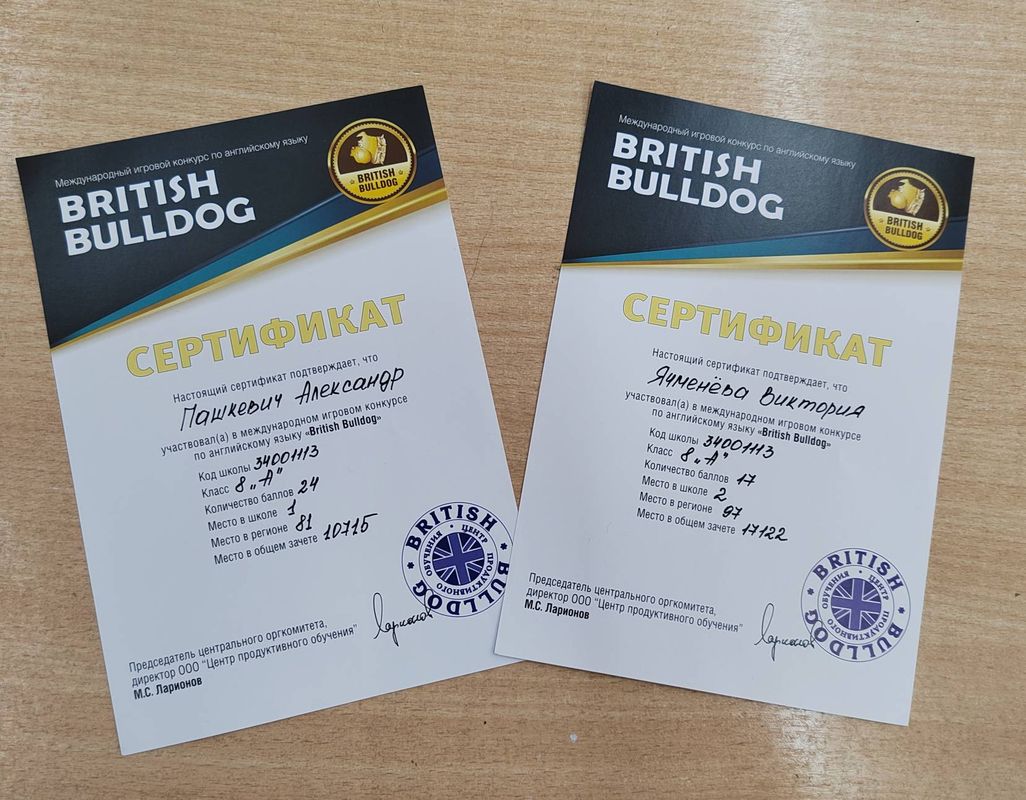 Международный игровой конкурс по английскому языку
BRITISH
BULLDOG
BRITISH
BULLDOG
СЕРТИФИКАТ
Настоящий сертификат подтверждает, что
Пашкевич Александр
участвовал(а) в международном игровом конкурсе
по английскому языку «British Bulldog»
Код школы 34001113
Класс 8 „А"
Количество баллов 24
Место в школе 1
Место в регионе 81
Место в общем зачете 10715
BRITISH BULLDOG
ЦЕНТР ПРОДУКТИВНОГО ОБУЧЕНИЯ
Ларионов
Председатель центрального оргкомитета,
директор ООО "Центр продуктивного обучения"
М.С. Ларионов
Международный игровой конкурс по английскому языку
BRITISH
BULLDOG
BRITISH
BULLDOG
СЕРТИФИКАТ
Настоящий сертификат подтверждает, что
Ячменёва Виктория
участвовал(а) в международном игровом конкурсе
по английскому языку «British Bulldog»
Код школы 34001113
Класс 8 „А"
Количество баллов 17
Место в школе 2
Место в регионе 97
Место в общем зачете 17122
BRITISH BULLDOG
ЦЕНТР ПРОДУКТИВНОГО ОБУЧЕНИЯ
Ларионов
Председатель центрального оргкомитета,
директор ООО "Центр продуктивного обучения"
М.С. Ларионов